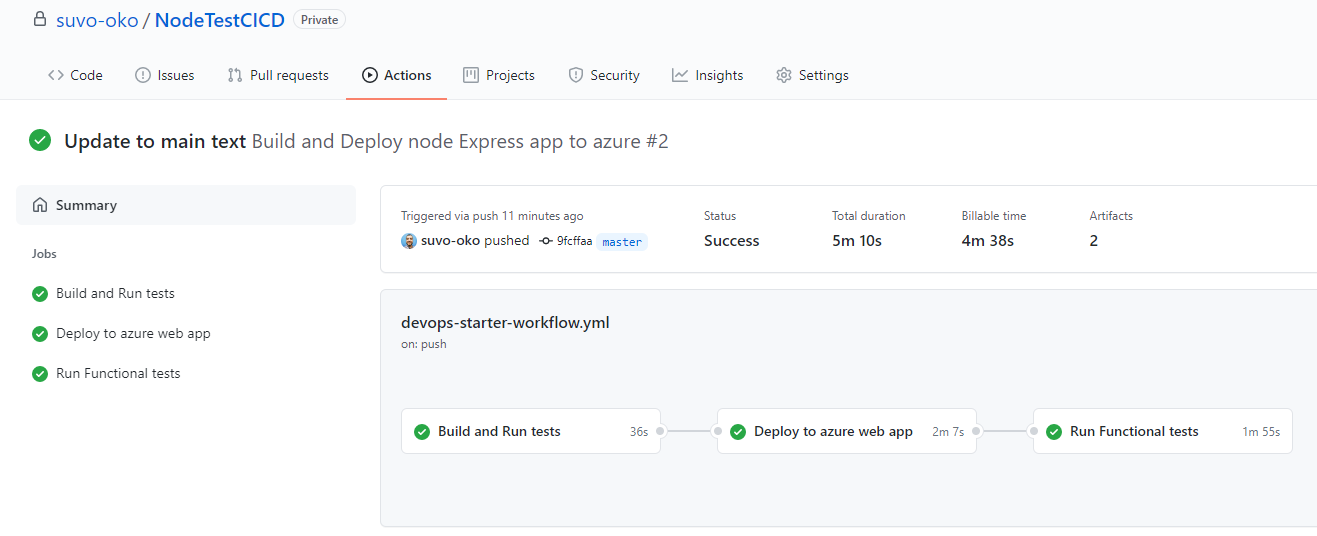 suvo-oko / NodeTestCICD Private
Code Issues Pull requests Actions Projects Security Insights Settings
Update to main text Build and Deploy node Express app to azure #2
Summary
Jobs
Build and Run tests
Deploy to azure web app
Run Functional tests
Triggered via push 11 minutes ago
suvo-oko pushed 9fcffaa master
Status
Success
Total duration
5m 10s
Billable time
4m 38s
Artifacts
2
devops-starter-workflow.yml
on: push
Build and Run tests 36s
Deploy to azure web app 2m 7s
Run Functional tests 1m 55s